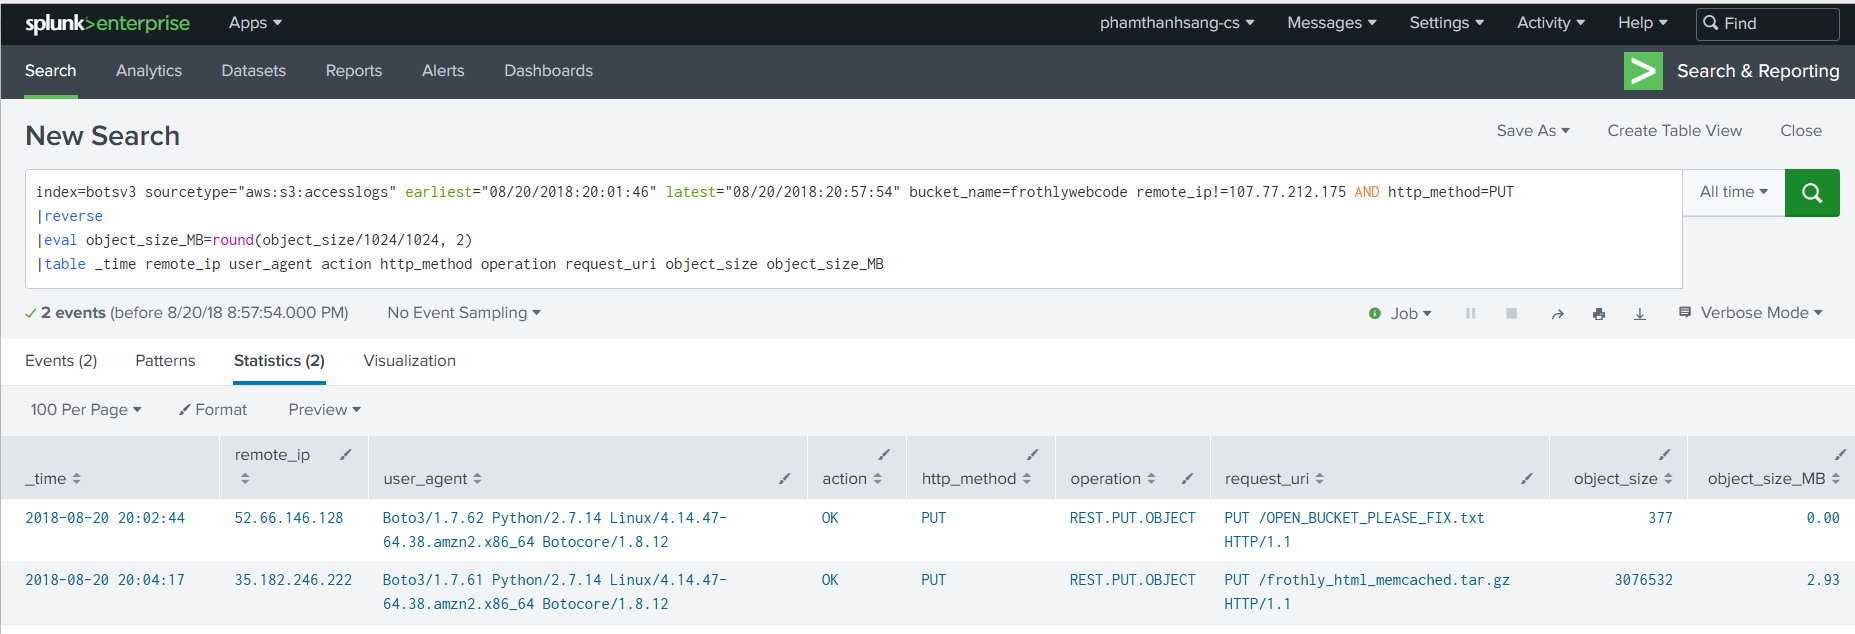 splunk>enterprise Apps phamthanhsang-cs Messages Settings Activity Help Find
Search Analytics Datasets Reports Alerts Dashboards Search & Reporting
New Search Save As Create Table View Close
index=botsv3 sourcetype="aws:s3:accesslogs" earliest="08/20/2018:20:01:46" latest="08/20/2018:20:57:54" bucket_name=frothlywebcode remote_ip!=107.77.212.175 AND http_method=PUT
|reverse
|eval object_size_MB=round(object_size/1024/1024, 2)
|table _time remote_ip user_agent action http_method operation request_uri object_size object_size_MB
All time
2 events (before 8/20/18 8:57:54.000 PM) No Event Sampling Job Verbose Mode
Events (2) Patterns Statistics (2) Visualization
100 Per Page Format Preview
_time remote_ip user_agent action http_method operation request_uri object_size object_size_MB
2018-08-20 20:02:44 52.66.146.128 Boto3/1.7.62 Python/2.7.14 Linux/4.14.47- OK PUT REST.PUT.OBJECT PUT /OPEN_BUCKET_PLEASE_FIX.txt 377 0.00
64.38.amzn2.x86_64 Botocore/1.8.12 HTTP/1.1
2018-08-20 20:04:17 35.182.246.222 Boto3/1.7.61 Python/2.7.14 Linux/4.14.47- OK PUT REST.PUT.OBJECT PUT /frothly_html_memcached.tar.gz 3076532 2.93
64.38.amzn2.x86_64 Botocore/1.8.12 HTTP/1.1